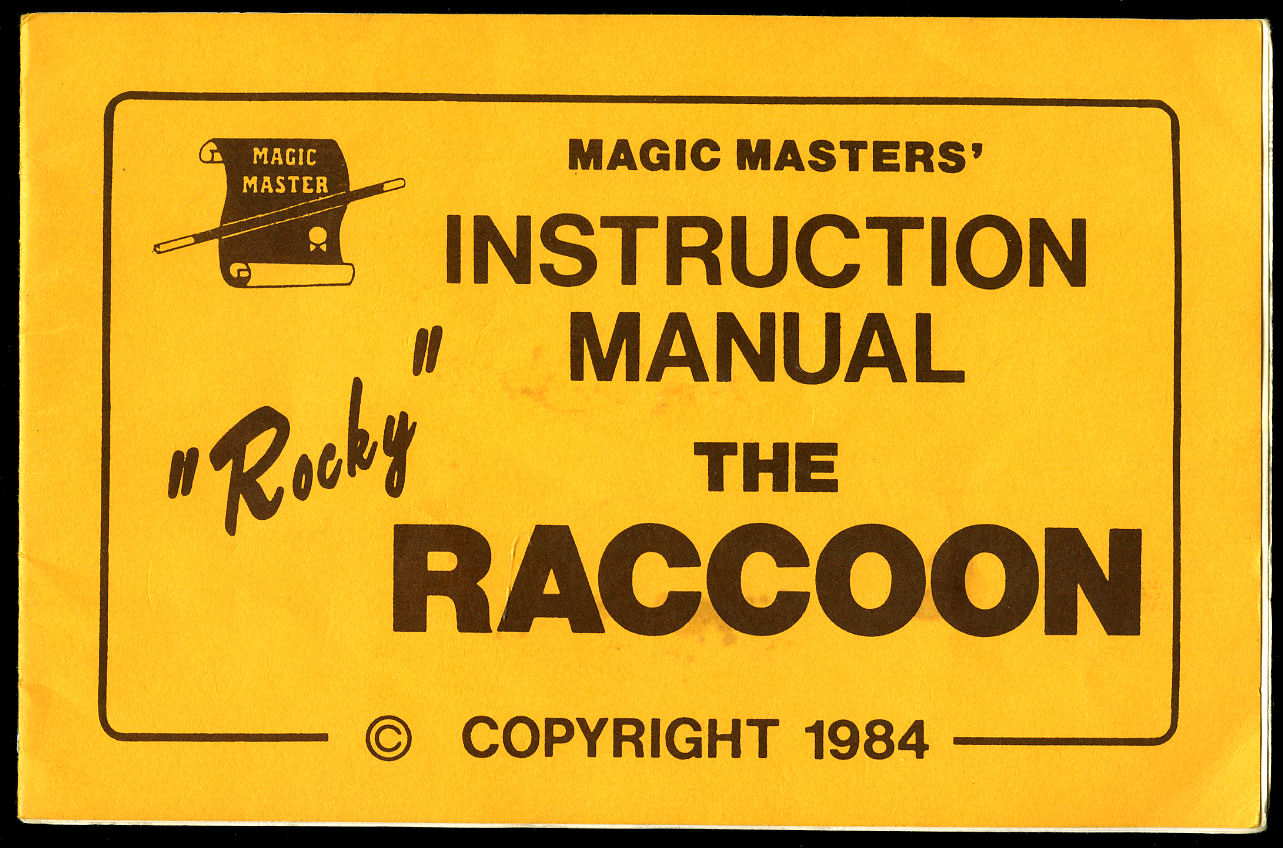 MAGIC
MASTER
MAGIC MASTERS'
INSTRUCTION
MANUAL
"Rocky"
THE
RACCOON
© COPYRIGHT 1984